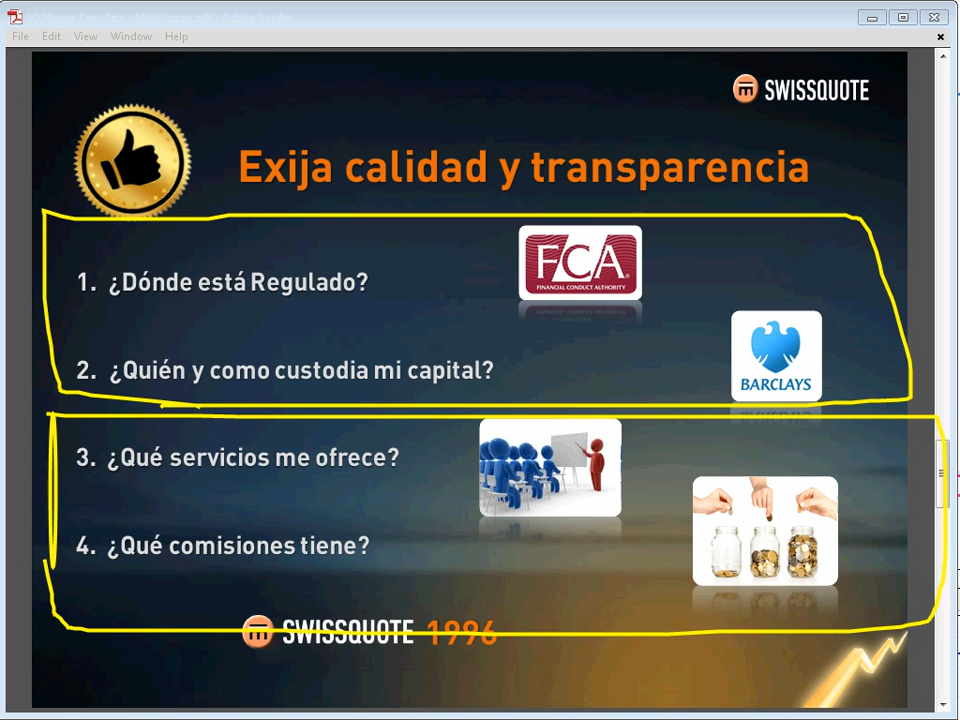 File Edit View Window Help
SWISSQUOTE
Exija calidad y transparencia
1. ¿Dónde está Regulado?
FCA
FINANCIAL CONDUCT AUTHORITY
2. ¿Quién y como custodia mi capital?
BARCLAYS
3. ¿Qué servicios me ofrece?
4. ¿Qué comisiones tiene?
SWISSQUOTE 1996